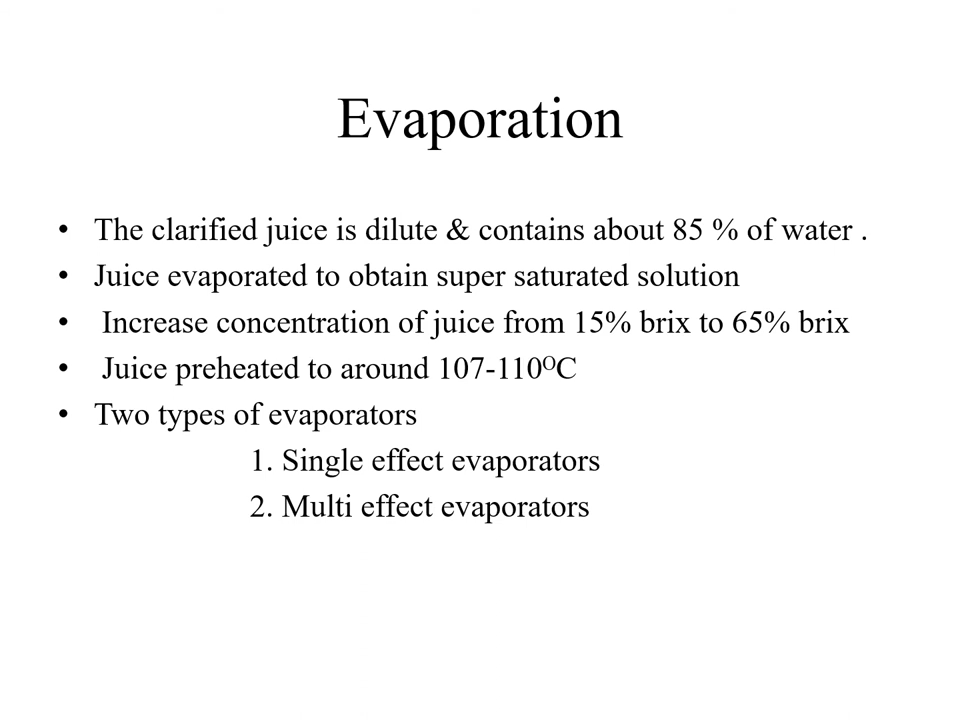 Evaporation
• The clarified juice is dilute & contains about 85 % of water .
• Juice evaporated to obtain super saturated solution
• Increase concentration of juice from 15% brix to 65% brix
• Juice preheated to around 107-110ᴼC
• Two types of evaporators
1. Single effect evaporators
2. Multi effect evaporators